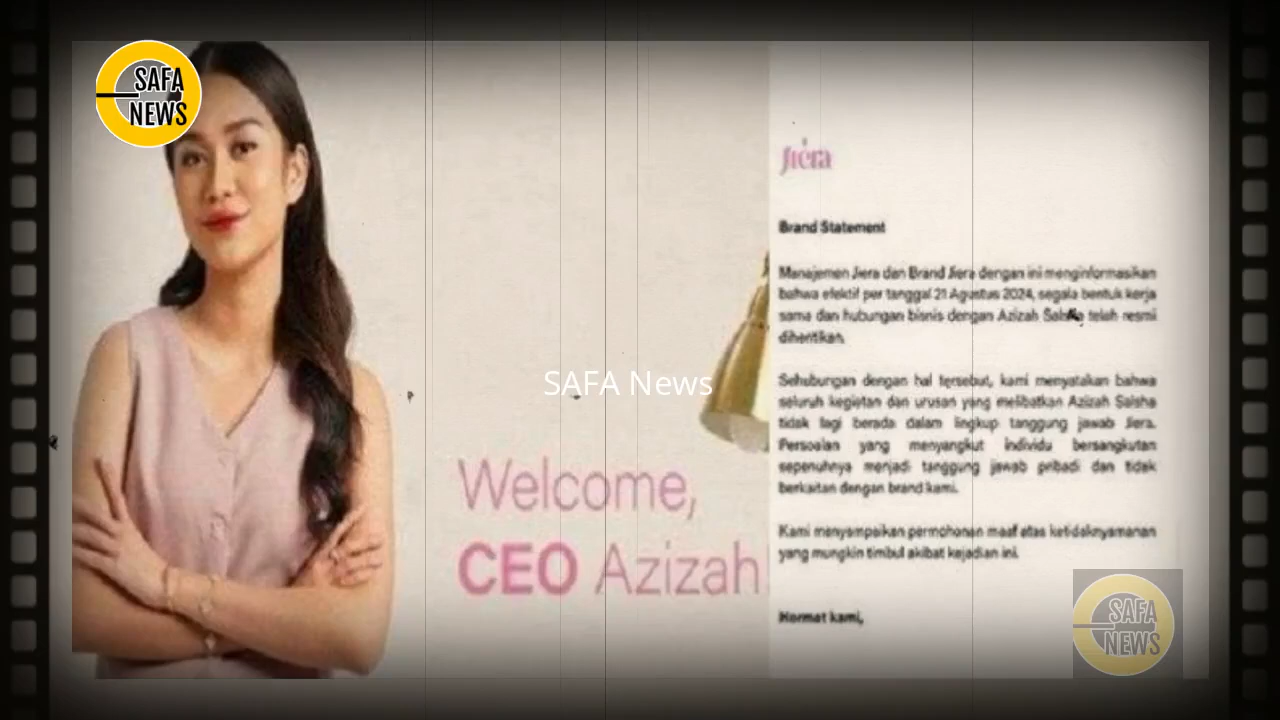 SAFA
NEWS
SAFA News
Welcome,
CEO Azizah
Jiera
Brand Statement
Manajemen Jiera dan Brand Jiera dengan ini menginformasikan
bahwa efektif per tanggal 21 Agustus 2024, segala bentuk kerja
sama dan hubungan bisnis dengan Azizah Salsha telah resmi
dihentikan.
Sehubungan dengan hal tersebut, kami menyatakan bahwa
seluruh kegiatan dan urusan yang melibatkan Azizah Salsha
tidak lagi berada dalam lingkup tanggung jawab Jiera.
Persoalan yang menyangkut individu bersangkutan
sepenuhnya menjadi tanggung jawab pribadi dan tidak
berkaitan dengan brand kami.
Kami menyampaikan permohonan maaf atas ketidaknyamanan
yang mungkin timbul akibat kejadian ini.
Hormat kami,
SAFA
NEWS